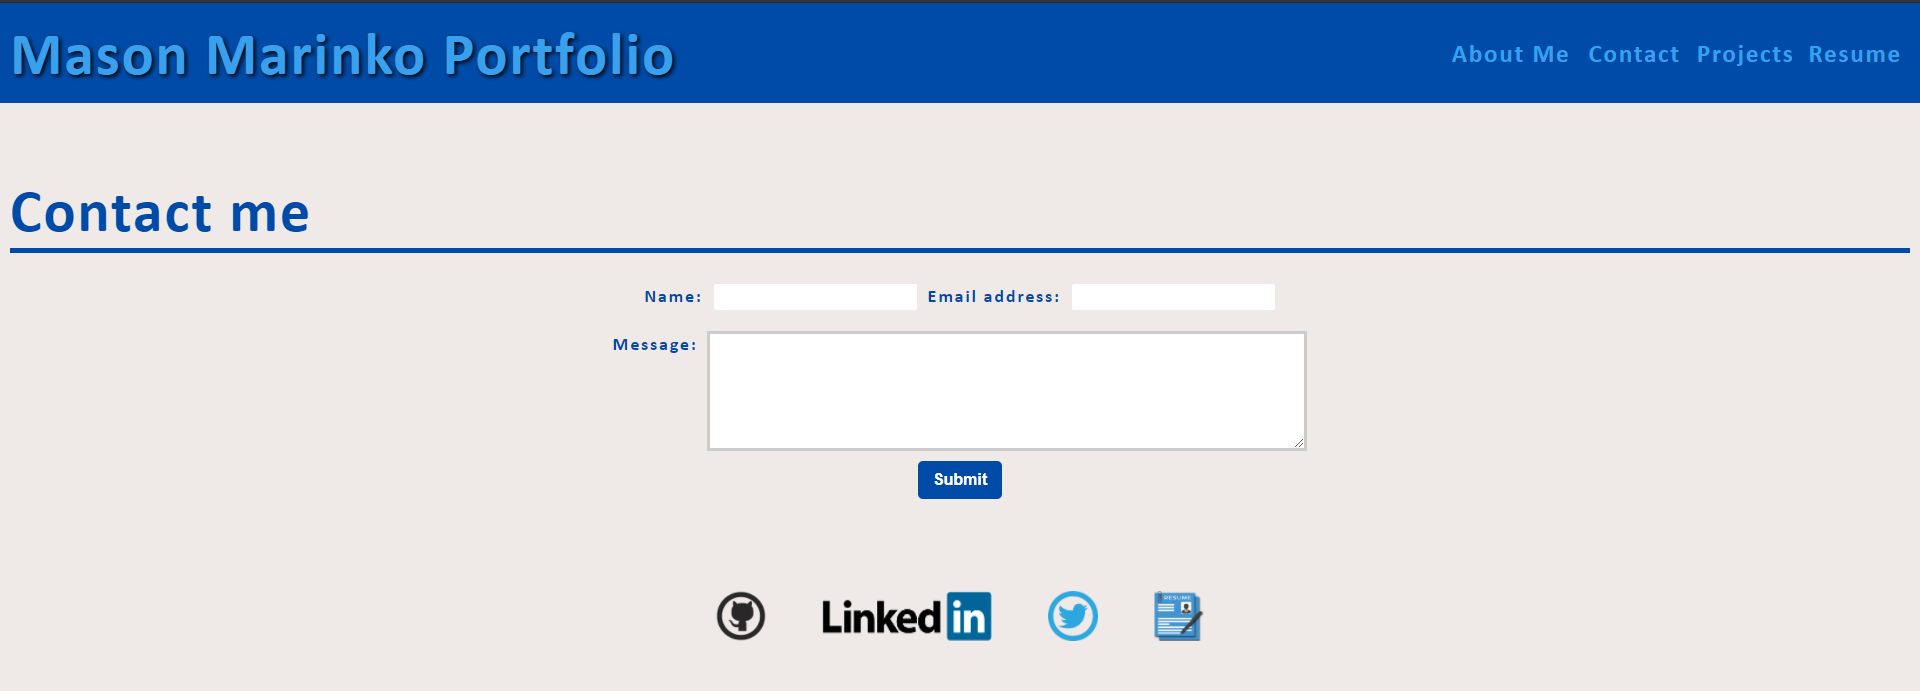 Mason Marinko Portfolio
About Me Contact Projects Resume
Contact me
Name: Email address:
Message:
Submit
Linked in
RESUME